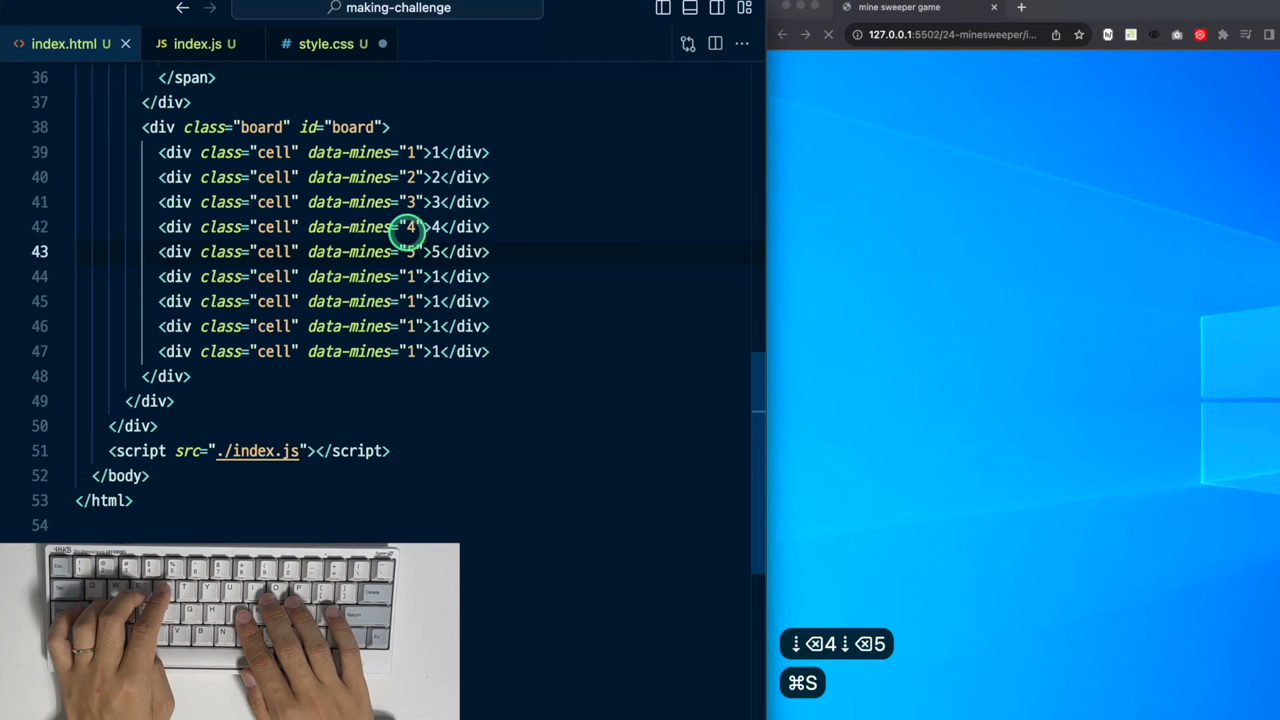 making-challenge
mine sweeper game
index.html U
index.js U
style.css U
127.0.0.1:5502/24-minesweeper/i...
36 </span>
37 </div>
38 <div class="board" id="board">
39 <div class="cell" data-mines="1">1</div>
40 <div class="cell" data-mines="2">2</div>
41 <div class="cell" data-mines="3">3</div>
42 <div class="cell" data-mines="4">4</div>
43 <div class="cell" data-mines="5">5</div>
44 <div class="cell" data-mines="1">1</div>
45 <div class="cell" data-mines="1">1</div>
46 <div class="cell" data-mines="1">1</div>
47 <div class="cell" data-mines="1">1</div>
48 </div>
49 </div>
50 </div>
51 <script src="./index.js"></script>
52 </body>
53 </html>
54
⇣⌫4⇣⌫5
⌘S